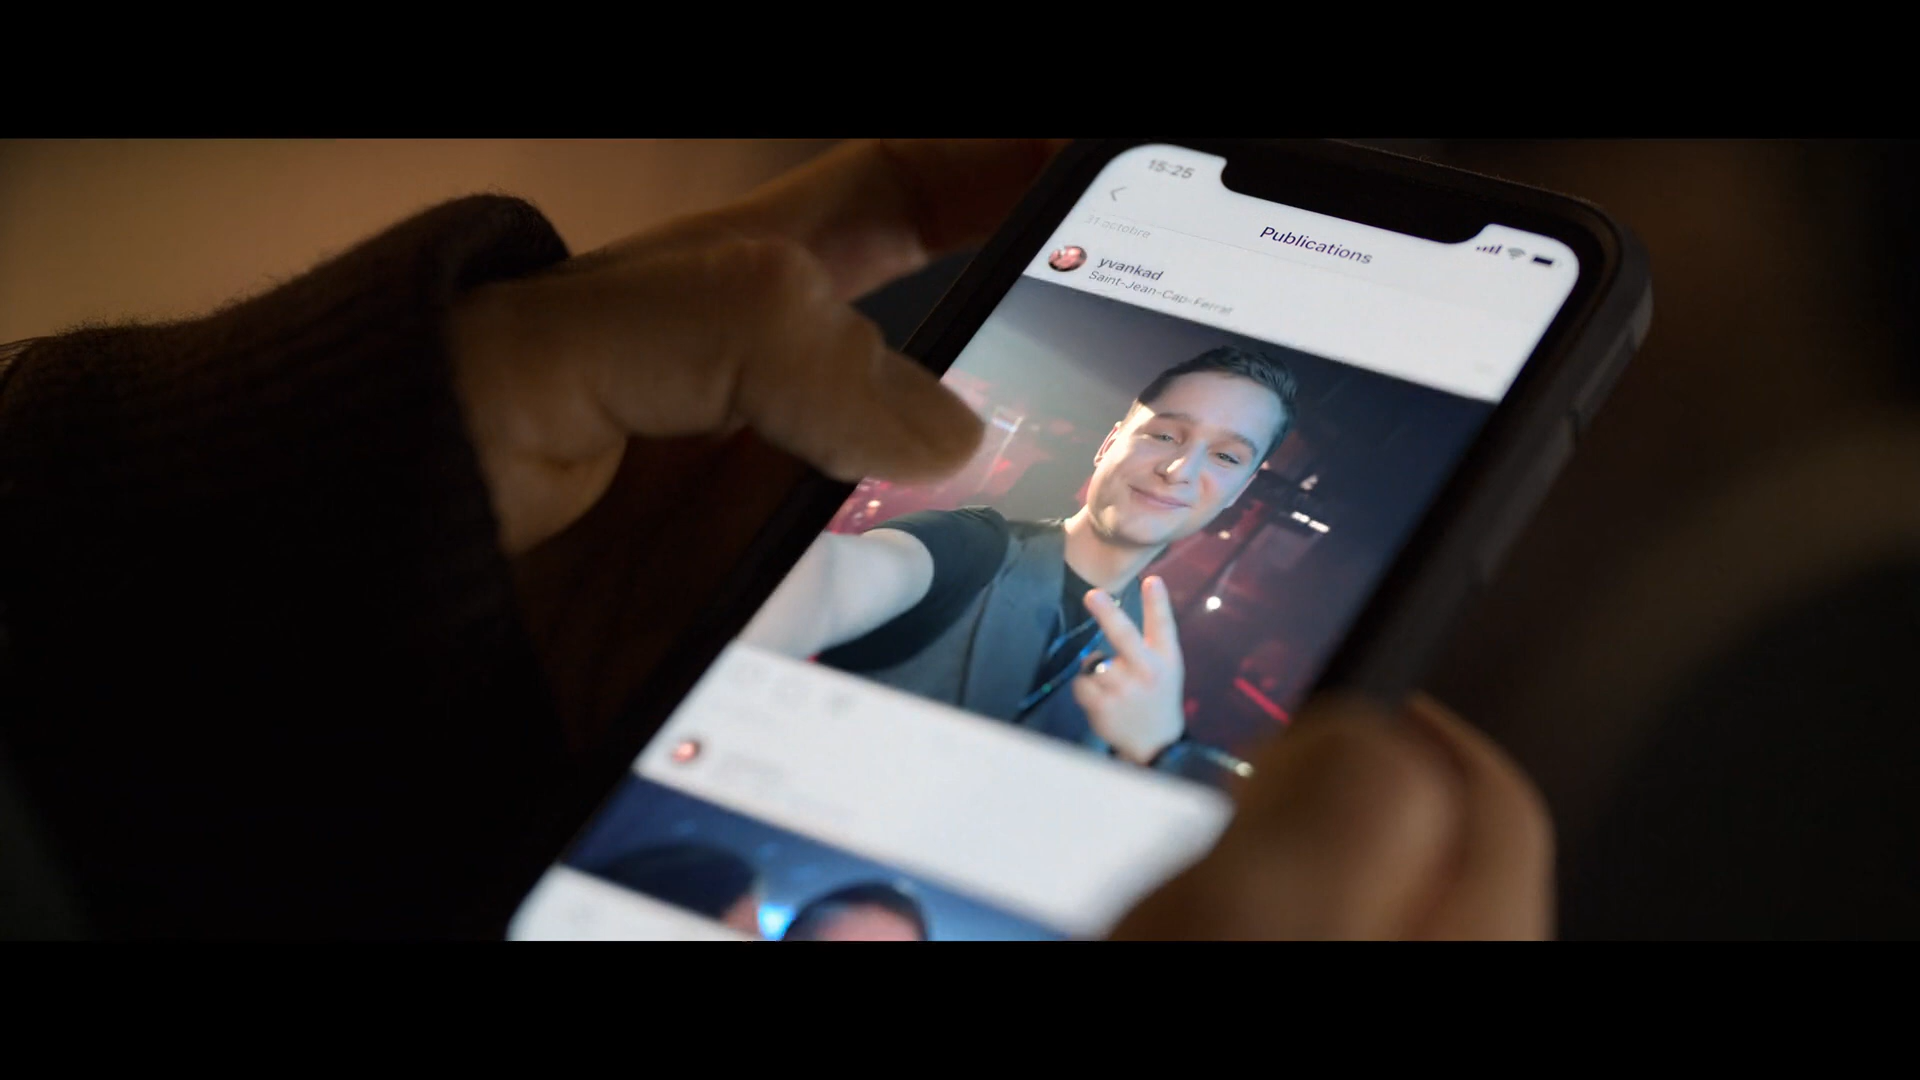 15:25
Publications
31 octobre
yvankad
Saint-Jean-Cap-Ferrat